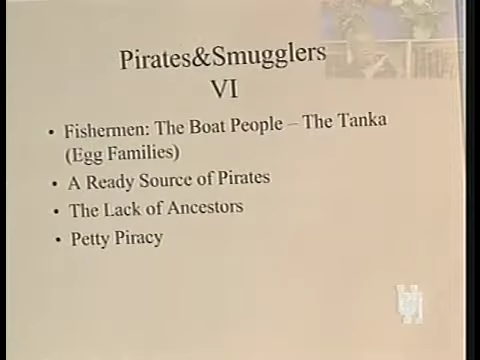 Pirates&Smugglers
VI
• Fishermen: The Boat People – The Tanka
(Egg Families)
• A Ready Source of Pirates
• The Lack of Ancestors
• Petty Piracy